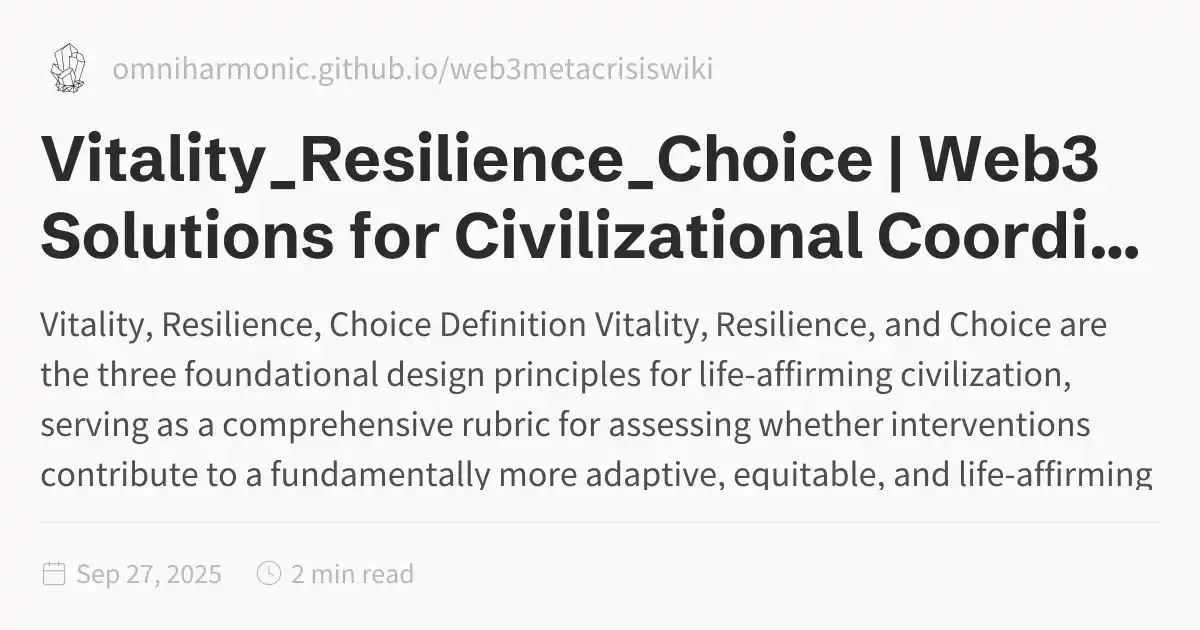 omniharmonic.github.io/web3metacrisiswiki
Vitality_Resilience_Choice | Web3
Solutions for Civilizational Coordi...
Vitality, Resilience, Choice Definition Vitality, Resilience, and Choice are
the three foundational design principles for life-affirming civilization,
serving as a comprehensive rubric for assessing whether interventions
contribute to a fundamentally more adaptive, equitable, and life-affirming
Sep 27, 2025 2 min read